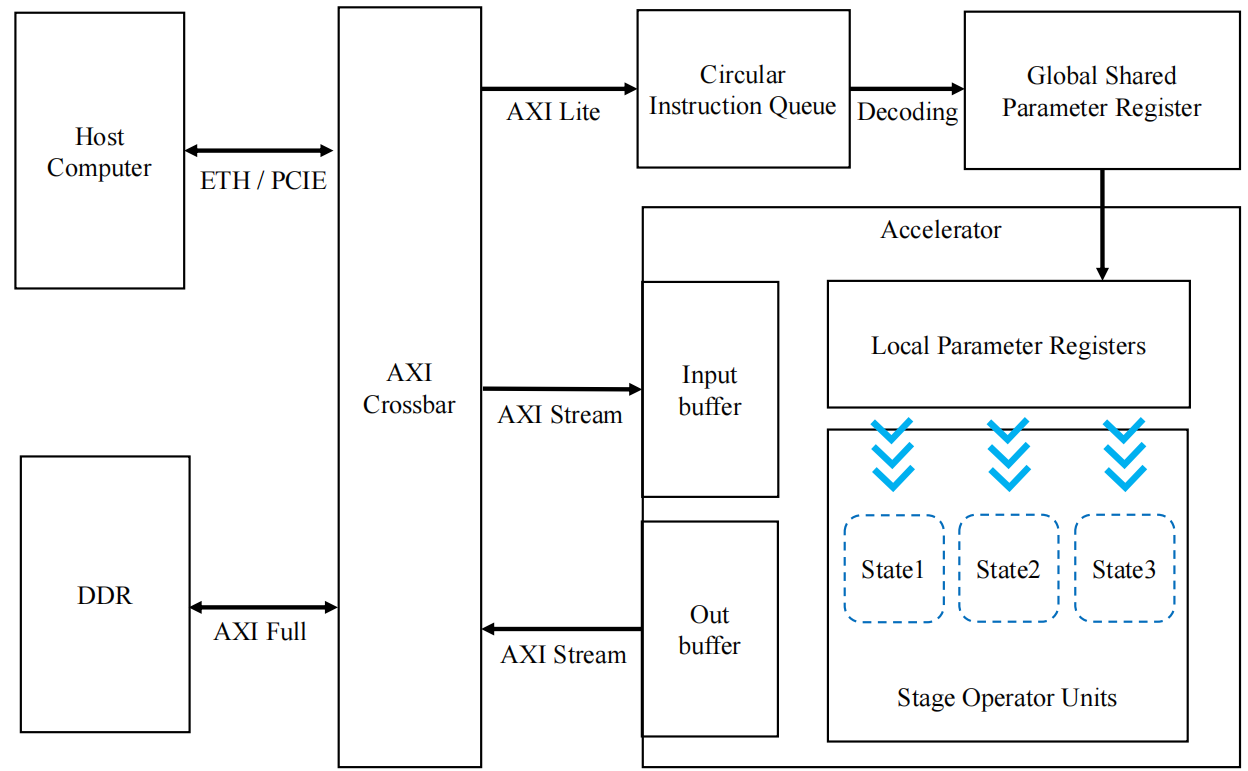 Host
Computer
ETH / PCIE
DDR
AXI Full
AXI
Crossbar
AXI Lite
Circular
Instruction Queue
Decoding
Global Shared
Parameter Register
Accelerator
AXI Stream
Input
buffer
Local Parameter Registers
AXI Stream
Out
buffer
State1
State2
State3
Stage Operator Units